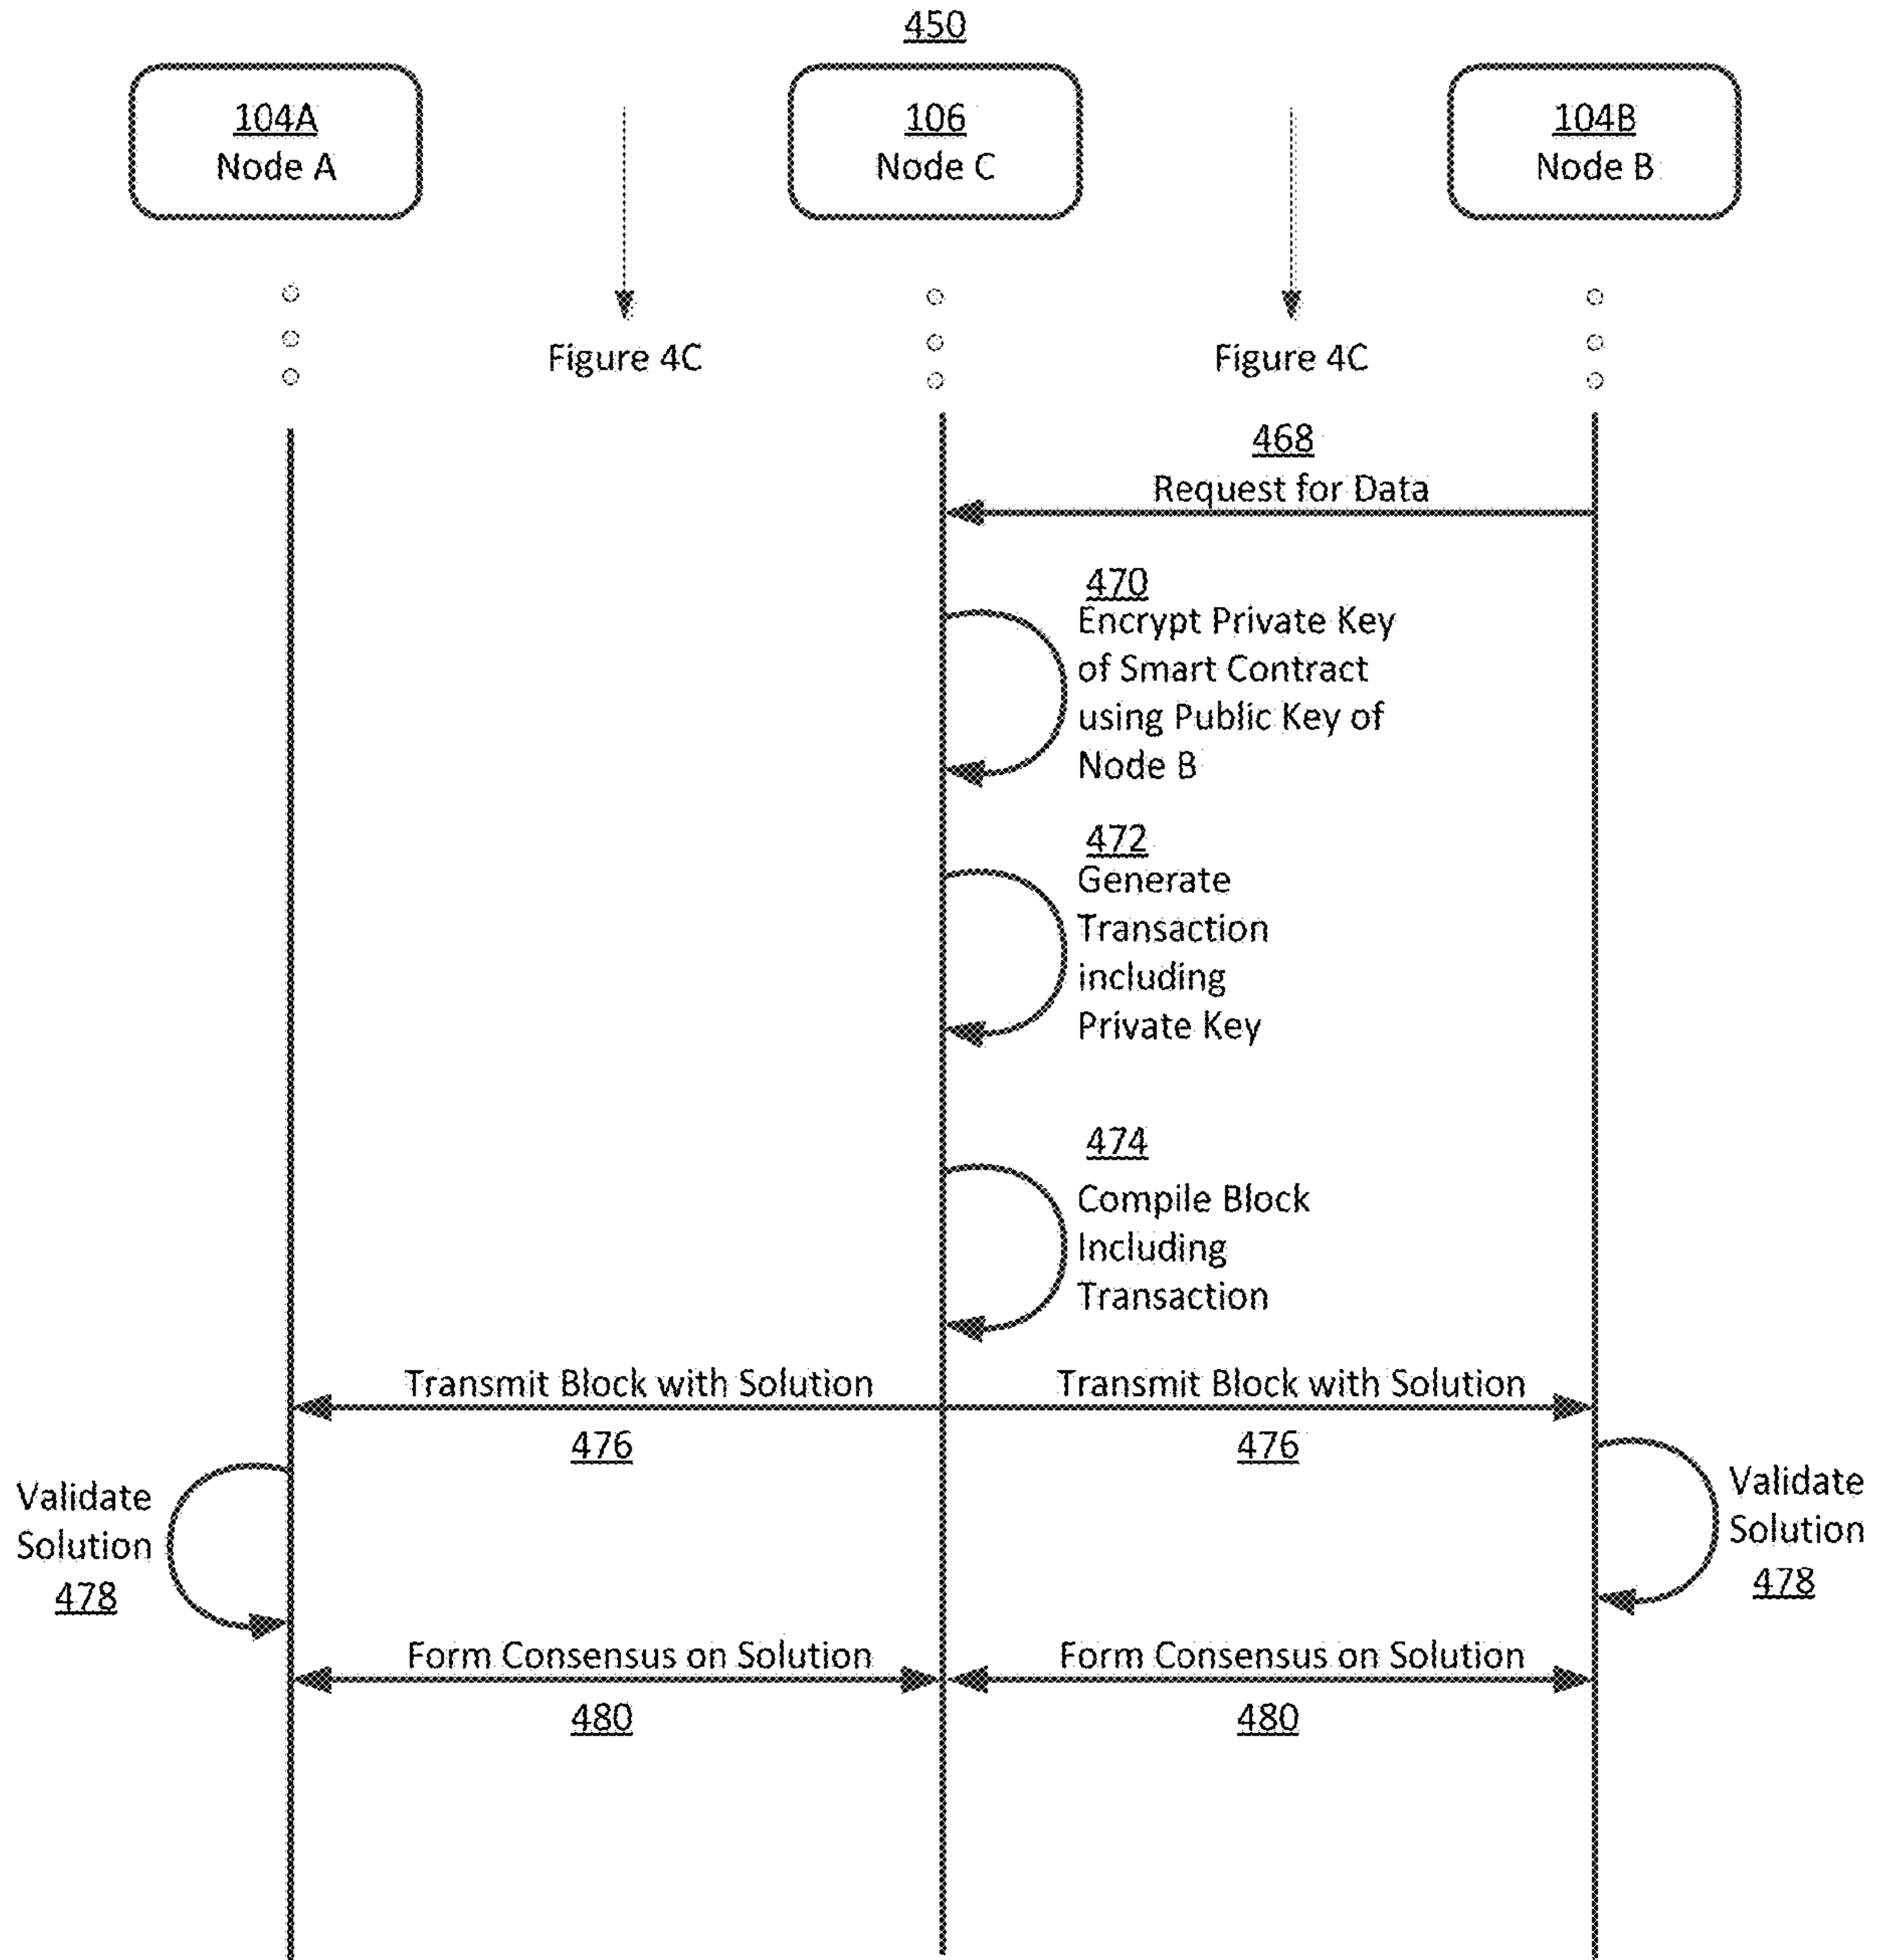 450
104A
Node A
106
Node C
104B
Node B
Figure 4C
Figure 4C
468
Request for Data
470
Encrypt Private Key
of Smart Contract
using Public Key of
Node B
472
Generate
Transaction
including
Private Key
474
Compile Block
Including
Transaction
Transmit Block with Solution
476
Transmit Block with Solution
476
Validate
Solution
478
Validate
Solution
478
Form Consensus on Solution
480
Form Consensus on Solution
480